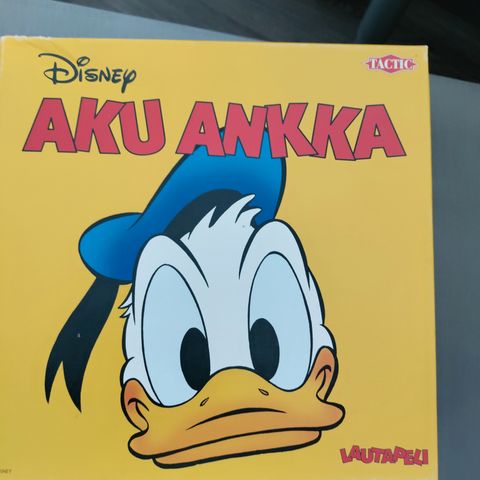 Disney
TACTIC
AKU ANKKA
LAUTAPELI